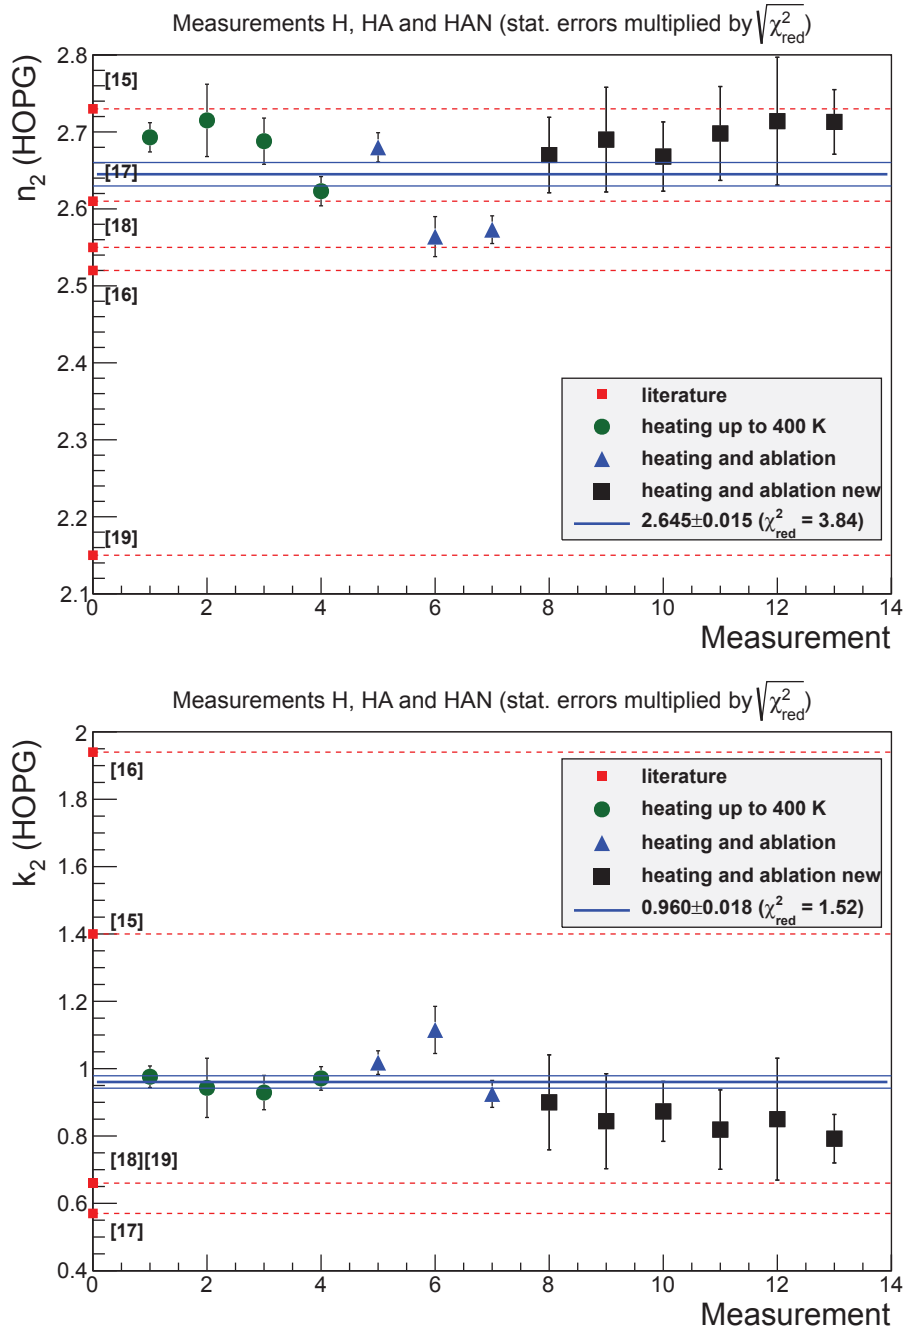 Measurements H, HA and HAN (stat. errors multiplied by √χ²red)
n₂ (HOPG)
2.8
[15]
2.7
[17]
2.6
[18]
2.5
[16]
2.4
2.3
2.2
[19]
2.1
literature
heating up to 400 K
heating and ablation
heating and ablation new
2.645±0.015 (χ²red = 3.84)
0 2 4 6 8 10 12 14
Measurement
Measurements H, HA and HAN (stat. errors multiplied by √χ²red)
k₂ (HOPG)
2
[16]
1.8
1.6
[15]
1.4
1.2
1
0.8
[18][19]
0.6
[17]
0.4
literature
heating up to 400 K
heating and ablation
heating and ablation new
0.960±0.018 (χ²red = 1.52)
0 2 4 6 8 10 12 14
Measurement